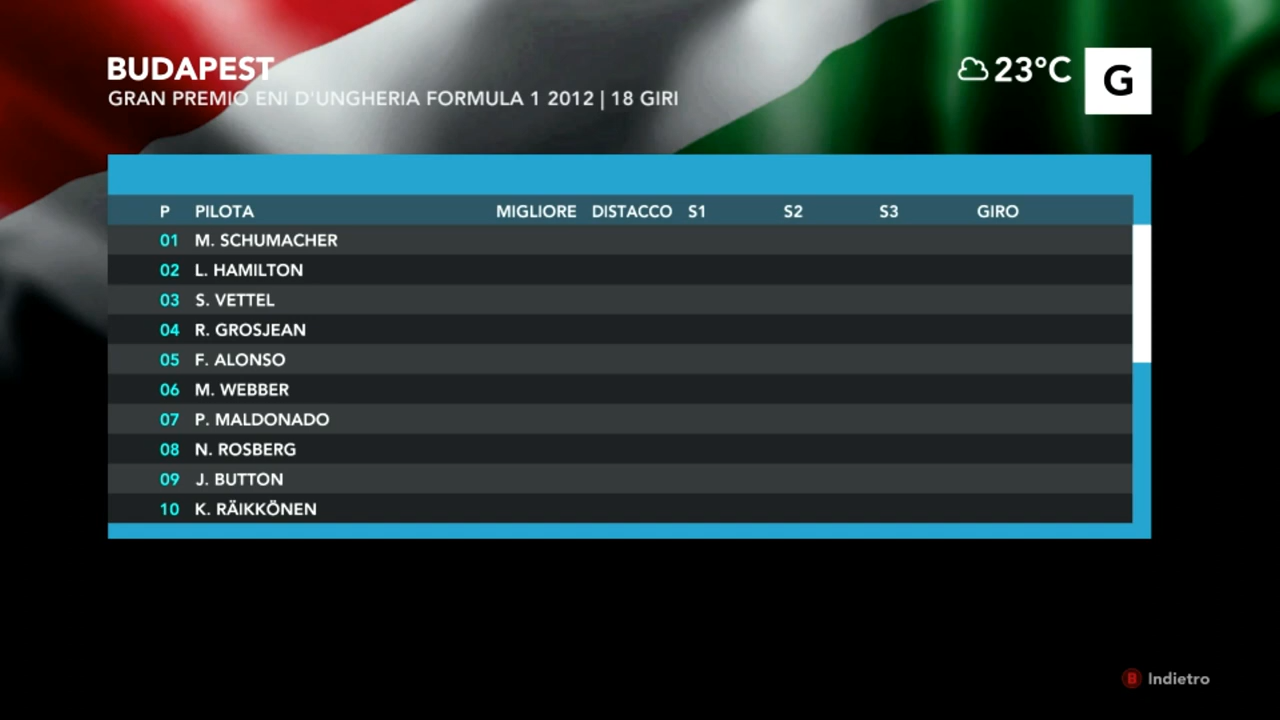 BUDAPEST
GRAN PREMIO ENI D'UNGHERIA FORMULA 1 2012 | 18 GIRI
23°C G
P PILOTA MIGLIORE DISTACCO S1 S2 S3 GIRO
01 M. SCHUMACHER
02 L. HAMILTON
03 S. VETTEL
04 R. GROSJEAN
05 F. ALONSO
06 M. WEBBER
07 P. MALDONADO
08 N. ROSBERG
09 J. BUTTON
10 K. RÄIKKÖNEN
B Indietro